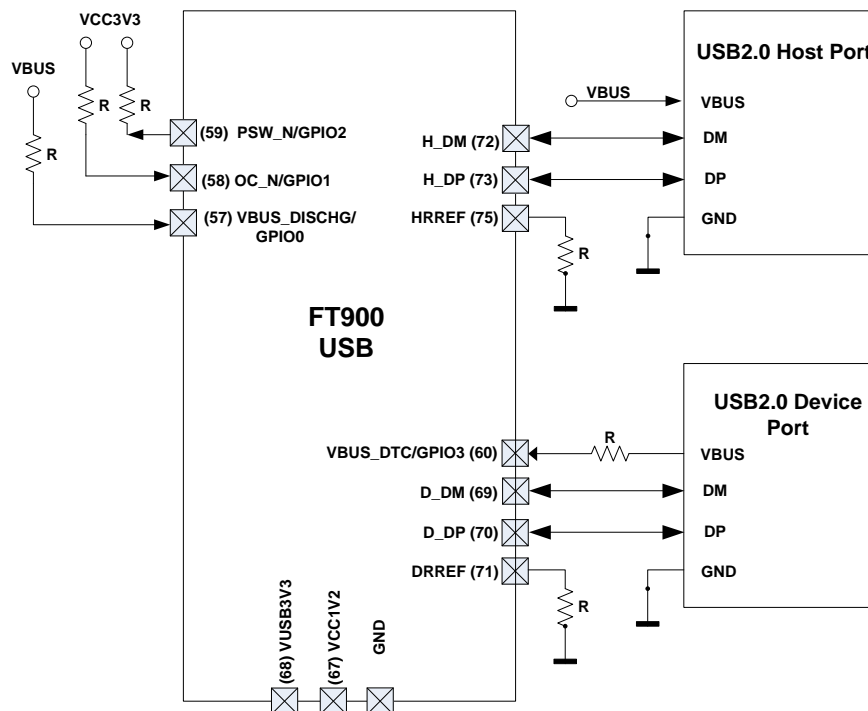 VCC3V3
VBUS
R
R
R
(59) PSW_N/GPIO2
(58) OC_N/GPIO1
(57) VBUS_DISCHG/
GPIO0
H_DM (72)
H_DP (73)
HRREF (75)
R
VBUS
USB2.0 Host Port
VBUS
DM
DP
GND
FT900
USB
VBUS_DTC/GPIO3 (60)
D_DM (69)
D_DP (70)
DRREF (71)
R
R
USB2.0 Device
Port
VBUS
DM
DP
GND
(68) VUSB3V3
(67) VCC1V2
GND